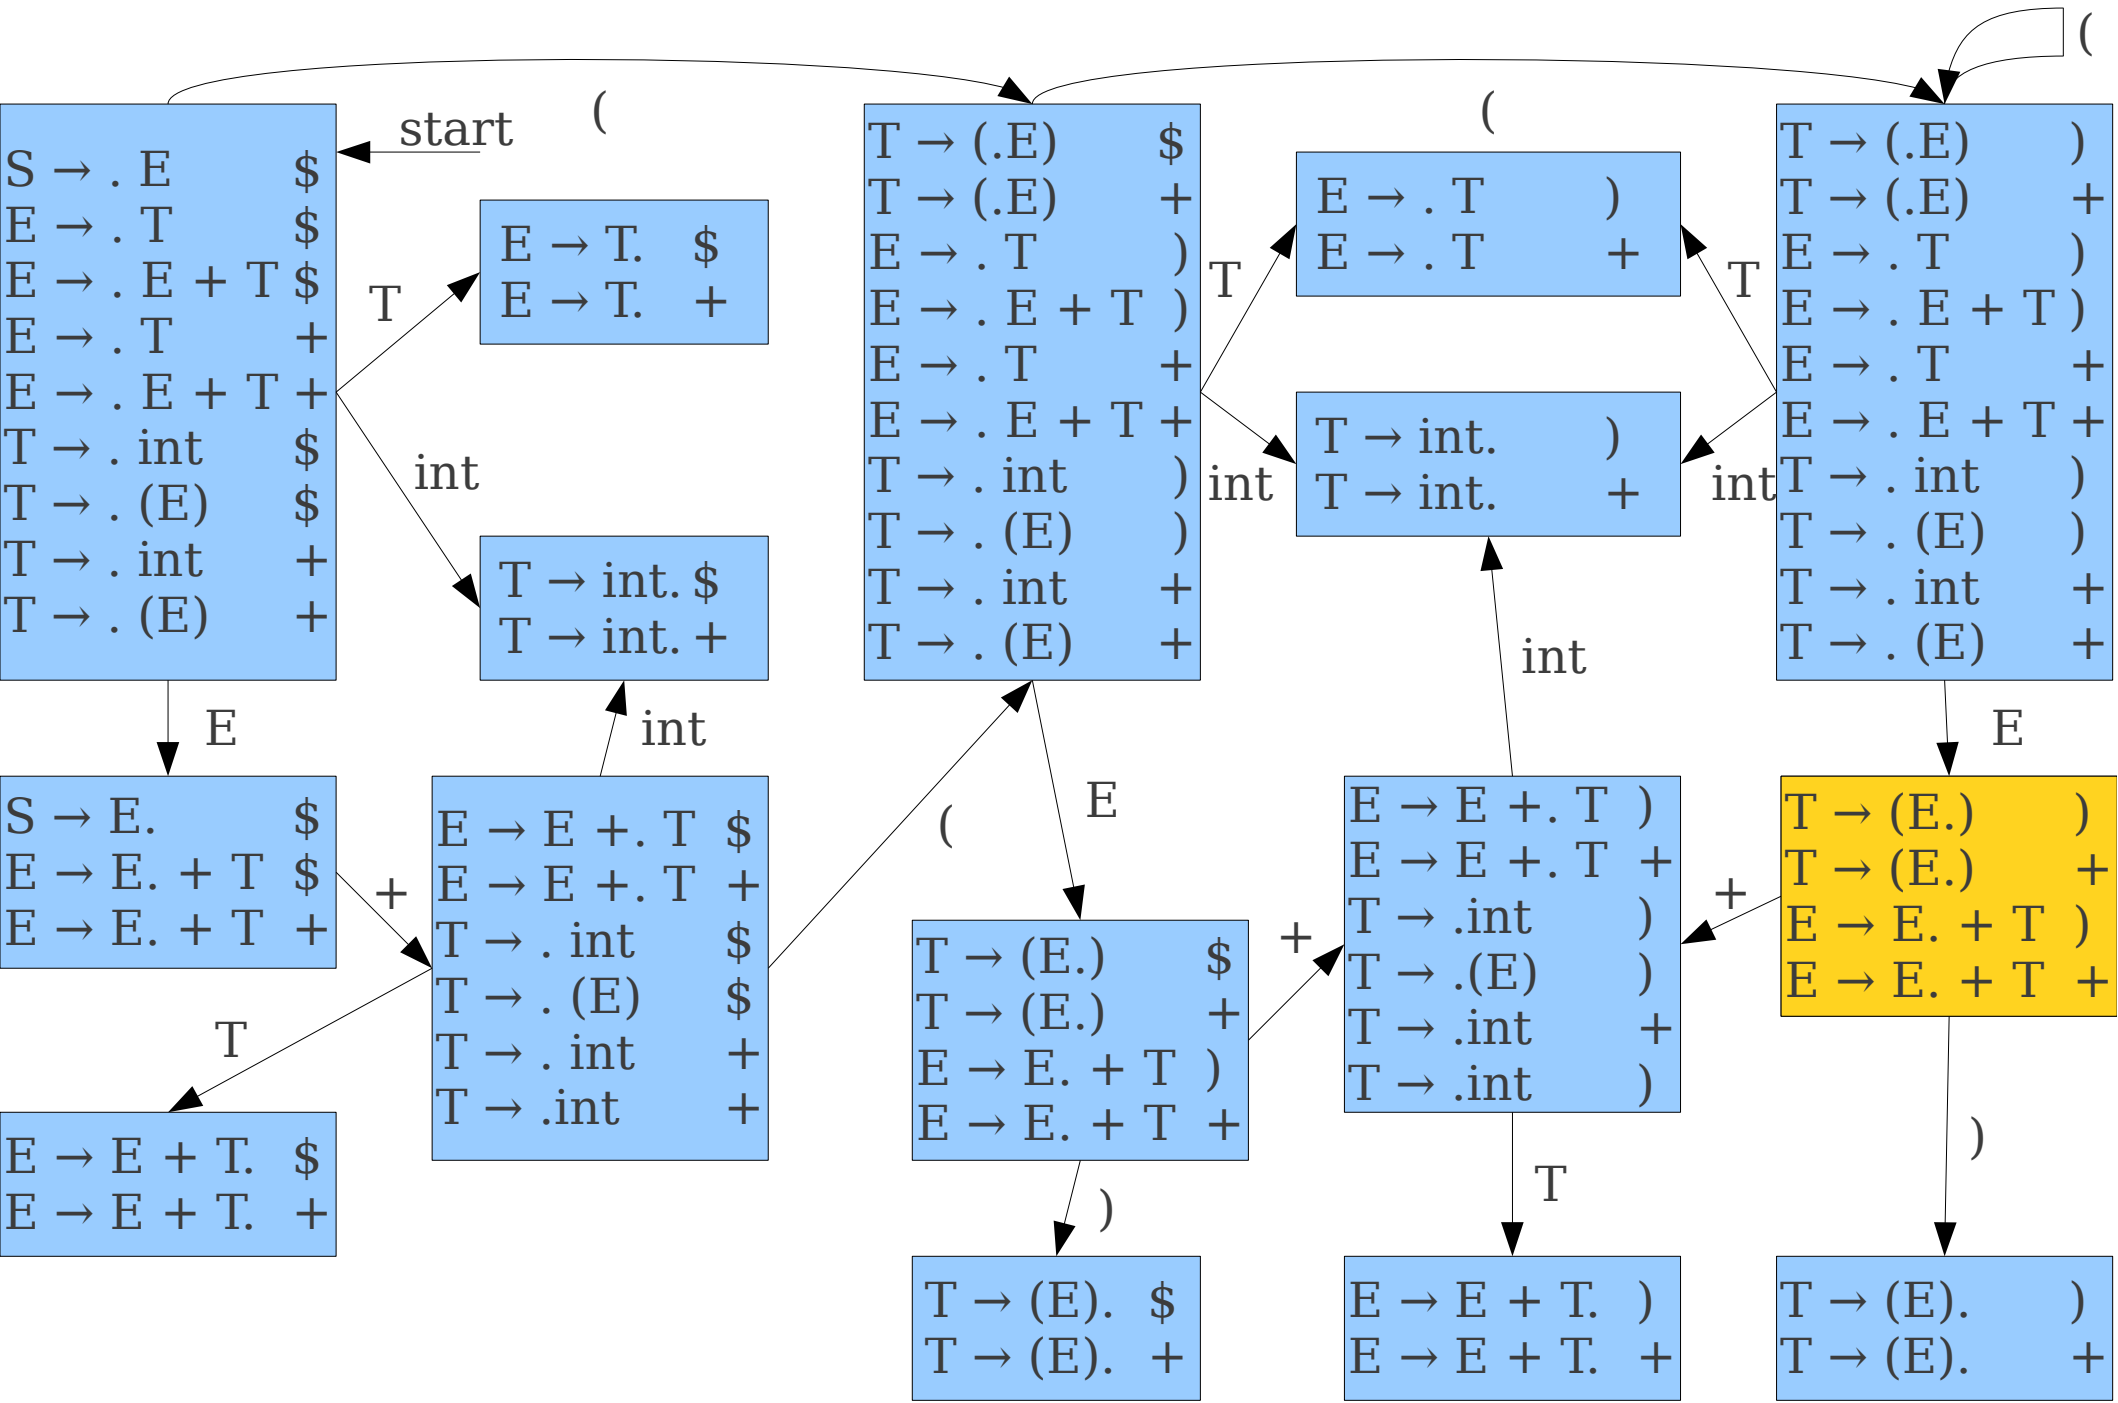 (
start
(
(
S → . E $
E → . T $
E → . E + T $
E → . T +
E → . E + T +
T → . int $
T → . (E) $
T → . int +
T → . (E) +
T
E → T. $
E → T. +
int
T → int. $
T → int. +
T → (.E) $
T → (.E) +
E → . T )
E → . E + T )
E → . T +
E → . E + T +
T → . int )
T → . (E) )
T → . int +
T → . (E) +
T
E → . T )
E → . T +
T
int
T → int. )
T → int. +
int
T → (.E) )
T → (.E) +
E → . T )
E → . E + T )
E → . T +
E → . E + T +
T → . int )
T → . (E) )
T → . int +
T → . (E) +
E
int
(
E
int
E
S → E. $
E → E. + T $
E → E. + T +
+
E → E +. T $
E → E +. T +
T → . int $
T → . (E) $
T → . int +
T → .int +
T → (E.) $
T → (E.) +
E → E. + T )
E → E. + T +
+
E → E +. T )
E → E +. T +
T → .int )
T → .(E) )
T → .int +
T → .int )
+
T → (E.) )
T → (E.) +
E → E. + T )
E → E. + T +
T
)
T
)
E → E + T. $
E → E + T. +
T → (E). $
T → (E). +
E → E + T. )
E → E + T. +
T → (E). )
T → (E). +